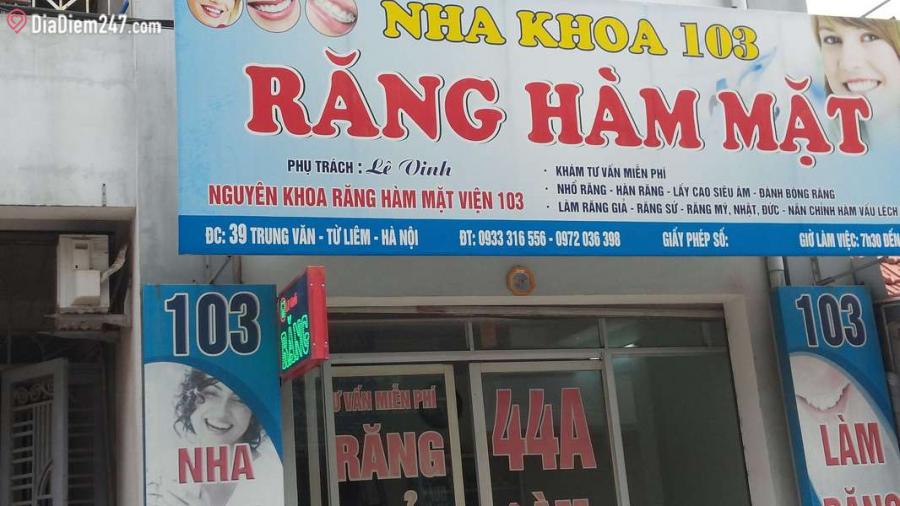 DiaDiem247.com
NHA KHOA 103
RĂNG HÀM MẶT
PHỤ TRÁCH : Lê Vinh
NGUYÊN KHOA RĂNG HÀM MẶT VIỆN 103
· KHÁM TƯ VẤN MIỄN PHÍ
· NHỔ RĂNG - HÀN RĂNG - LẤY CAO SIÊU ÂM - ĐÁNH BÓNG RĂNG
· LÀM RĂNG GIẢ - RĂNG SỨ - RĂNG MỸ, NHẬT, ĐỨC - NẮN CHỈNH HÀM VẨU LỆCH
ĐC: 39 TRUNG VĂN - TỪ LIÊM - HÀ NỘI ĐT: 0933 316 556 - 0972 036 398 GIẤY PHÉP SỐ: GIỜ LÀM VIỆC: 7h30 ĐẾN
103
NHA
RĂNG
TƯ VẤN MIỄN PHÍ
RĂNG
44A
LÀM
103
LÀM
RĂNG